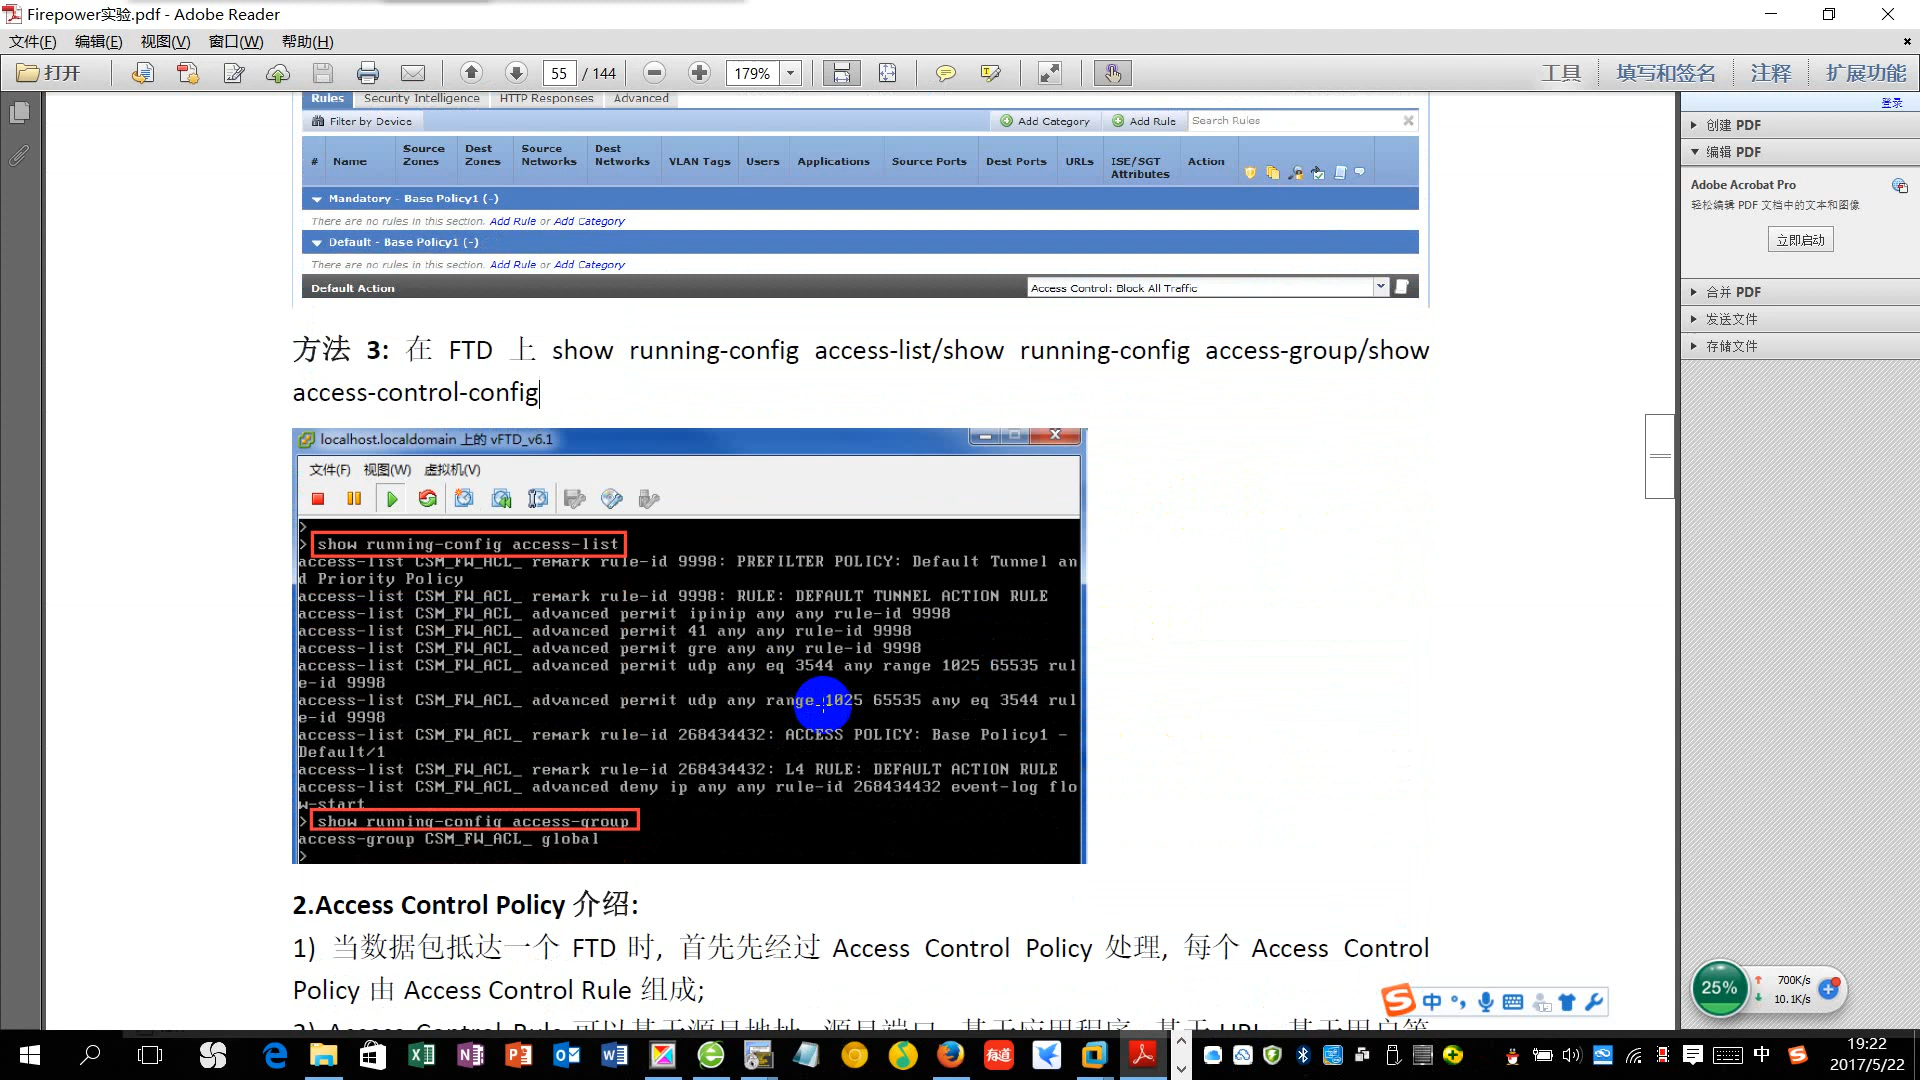 Firepower实验.pdf - Adobe Reader
文件(F) 编辑(E) 视图(V) 窗口(W) 帮助(H)
打开 55 / 144 179% 工具 填写和签名 注释 扩展功能
登录
Rules Security Intelligence HTTP Responses Advanced
Filter by Device Add Category Add Rule Search Rules
# Name Source Zones Dest Zones Source Networks Dest Networks VLAN Tags Users Applications Source Ports Dest Ports URLs ISE/SGT Attributes Action
Mandatory - Base Policy1 (-)
There are no rules in this section. Add Rule or Add Category
Default - Base Policy1 (-)
There are no rules in this section. Add Rule or Add Category
Default Action Access Control: Block All Traffic
方法 3: 在 FTD 上 show running-config access-list/show running-config access-group/show
access-control-config
localhost.localdomain 上的 vFTD_v6.1
文件(F) 视图(W) 虚拟机(V)
>
> show running-config access-list
access-list CSM_FW_ACL_ remark rule-id 9998: PREFILTER POLICY: Default Tunnel an
d Priority Policy
access-list CSM_FW_ACL_ remark rule-id 9998: RULE: DEFAULT TUNNEL ACTION RULE
access-list CSM_FW_ACL_ advanced permit ipinip any any rule-id 9998
access-list CSM_FW_ACL_ advanced permit 41 any any rule-id 9998
access-list CSM_FW_ACL_ advanced permit gre any any rule-id 9998
access-list CSM_FW_ACL_ advanced permit udp any eq 3544 any range 1025 65535 rul
e-id 9998
access-list CSM_FW_ACL_ advanced permit udp any range 1025 65535 any eq 3544 rul
e-id 9998
access-list CSM_FW_ACL_ remark rule-id 268434432: ACCESS POLICY: Base Policy1 -
Default/1
access-list CSM_FW_ACL_ remark rule-id 268434432: L4 RULE: DEFAULT ACTION RULE
access-list CSM_FW_ACL_ advanced deny ip any any rule-id 268434432 event-log flo
w-start
> show running-config access-group
access-group CSM_FW_ACL_ global
>
2.Access Control Policy 介绍:
1) 当数据包抵达一个 FTD 时, 首先先经过 Access Control Policy 处理, 每个 Access Control
Policy 由 Access Control Rule 组成;
创建 PDF
编辑 PDF
Adobe Acrobat Pro
轻松编辑 PDF 文档中的文本和图像
立即启动
合并 PDF
发送文件
存储文件
中
25% 700K/s
10.1K/s
有道
中
19:22
2017/5/22